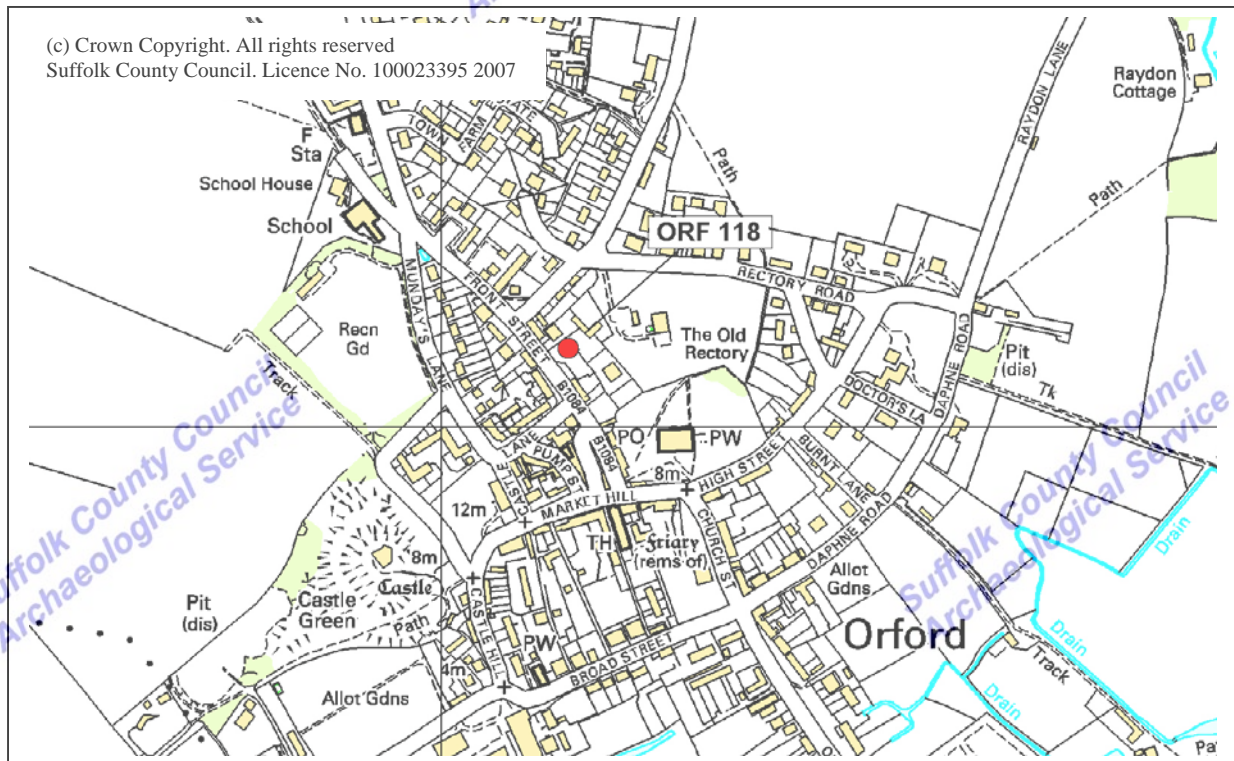 (c) Crown Copyright. All rights reserved
Suffolk County Council. Licence No. 100023395 2007
Raydon
Cottage
RAYDON LANE
TOWN
FARM
F
Sta
School House
School
Path
Path
ORF 118
RECTORY ROAD
MUNDAY'S LANE
FRONT STREET
B1084
Recn
Gd
The Old
Rectory
Track
Pit
(dis)
Tk
DAPHNE ROAD
DOCTOR'S LA
CASTLE LANE
PUMP ST
B1084
PO
PW
8m
HIGH STREET
BURNT LANE
MARKET HILL
12m
TH
Friary
(rems of)
CHURCH S
DAPHNE ROAD
8m
Castle
Castle
Green
Path
Pit
(dis)
CASTLE HILL
PW
4m
BROAD STREET
Allot
Gdns
Orford
Allot Gdns
Drain
Drain
Drain
Track
Suffolk County Council
Archaeological Service
Suffolk County Council
Archaeological Service